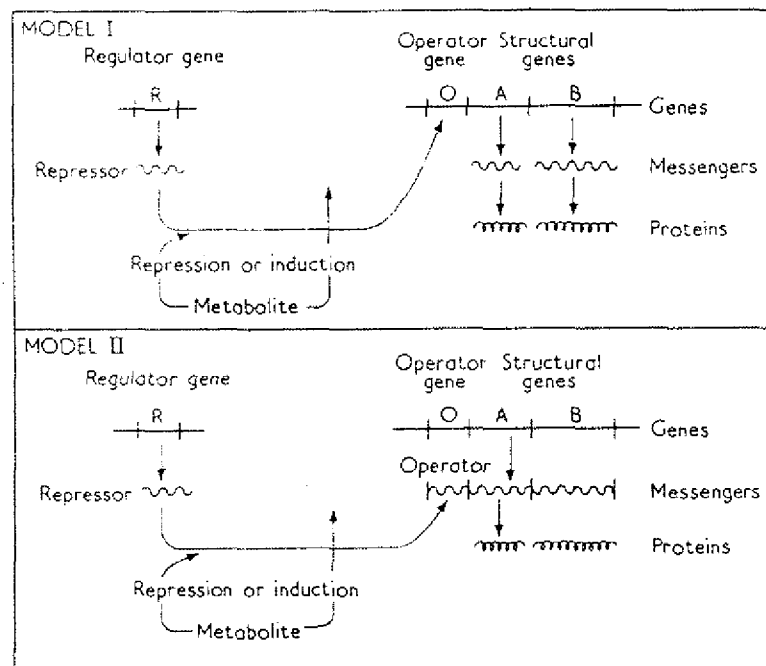 MODEL I
Regulator gene
Operator Structural
gene genes
R
O A B
Genes
Repressor
Messengers
Proteins
Repression or induction
Metabolite
MODEL II
Regulator gene
Operator Structural
gene genes
R
O A B
Genes
Operator
Repressor
Messengers
Proteins
Repression or induction
Metabolite